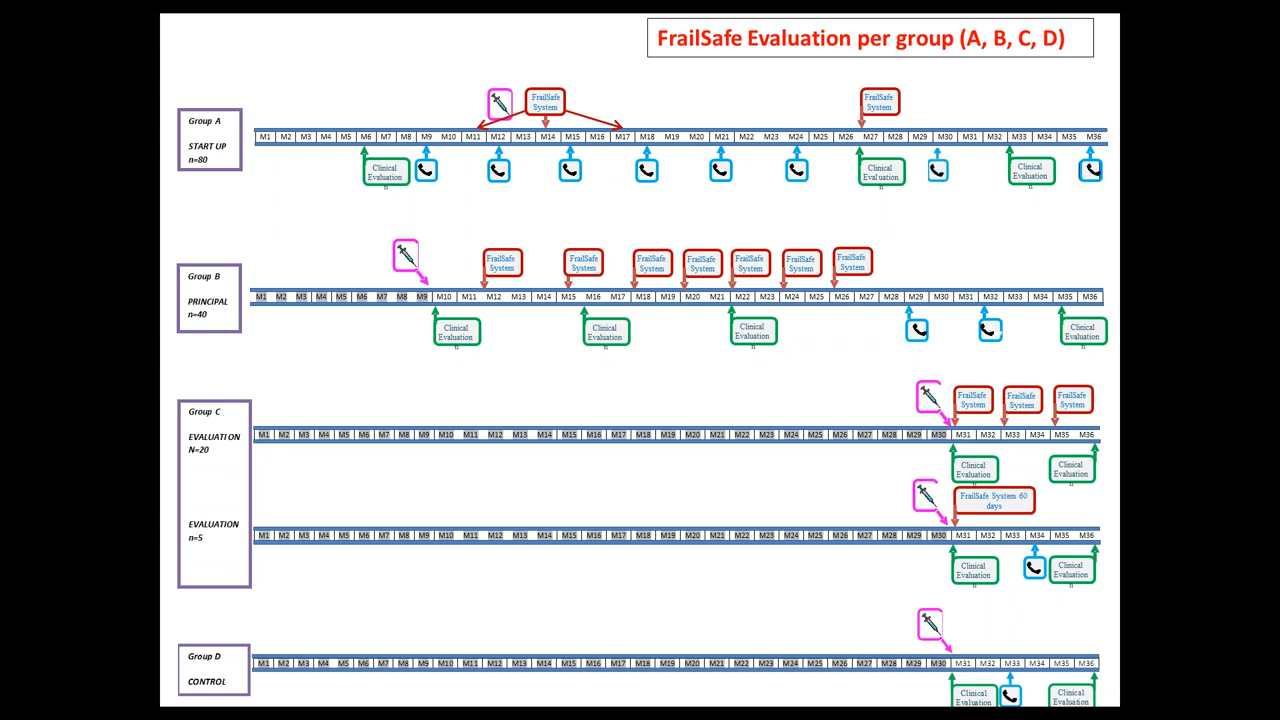 FrailSafe Evaluation per group (A, B, C, D)
Group A
START UP
n=80
FrailSafe
System
FrailSafe
System
M1 M2 M3 M4 M5 M6 M7 M8 M9 M10 M11 M12 M13 M14 M15 M16 M17 M18 M19 M20 M21 M22 M23 M24 M25 M26 M27 M28 M29 M30 M31 M32 M33 M34 M35 M36
Clinical
Evaluation
n
Clinical
Evaluation
n
Clinical
Evaluation
n
Group B
PRINCIPAL
n=40
FrailSafe
System
FrailSafe
System
FrailSafe
System
FrailSafe
System
FrailSafe
System
FrailSafe
System
FrailSafe
System
M1 M2 M3 M4 M5 M6 M7 M8 M9 M10 M11 M12 M13 M14 M15 M16 M17 M18 M19 M20 M21 M22 M23 M24 M25 M26 M27 M28 M29 M30 M31 M32 M33 M34 M35 M36
Clinical
Evaluation
n
Clinical
Evaluation
n
Clinical
Evaluation
n
Clinical
Evaluation
n
Group C
EVALUATION
N=20
FrailSafe
System
FrailSafe
System
FrailSafe
System
M1 M2 M3 M4 M5 M6 M7 M8 M9 M10 M11 M12 M13 M14 M15 M16 M17 M18 M19 M20 M21 M22 M23 M24 M25 M26 M27 M28 M29 M30 M31 M32 M33 M34 M35 M36
Clinical
Evaluation
Clinical
Evaluation
EVALUATION
n=5
FrailSafe System 60
days
M1 M2 M3 M4 M5 M6 M7 M8 M9 M10 M11 M12 M13 M14 M15 M16 M17 M18 M19 M20 M21 M22 M23 M24 M25 M26 M27 M28 M29 M30 M31 M32 M33 M34 M35 M36
Clinical
Evaluation
n
Clinical
Evaluation
n
Group D
CONTROL
M1 M2 M3 M4 M5 M6 M7 M8 M9 M10 M11 M12 M13 M14 M15 M16 M17 M18 M19 M20 M21 M22 M23 M24 M25 M26 M27 M28 M29 M30 M31 M32 M33 M34 M35 M36
Clinical
Evaluation
Clinical
Evaluation